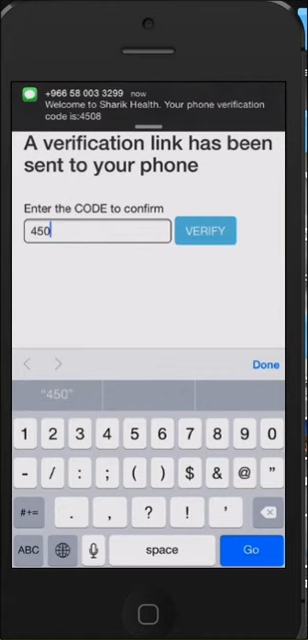 +966 58 003 3299 now
Welcome to Sharik Health. Your phone verification
code is:4508
A verification link has been
sent to your phone
Enter the CODE to confirm
450 VERIFY
Done
"450"
1 2 3 4 5 6 7 8 9 0
- / : ; ( ) $ & @ "
#+= . , ? ! '
ABC space Go